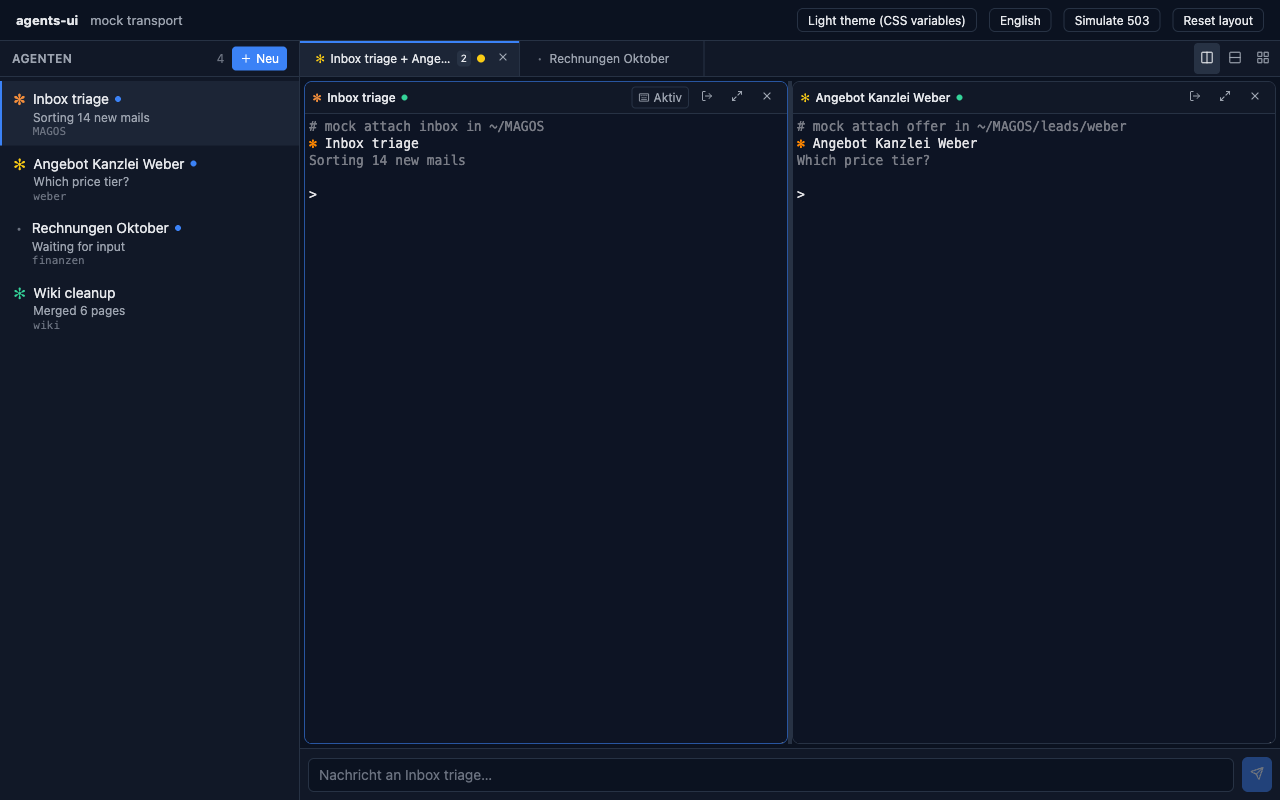 agents-ui mock transport
Light theme (CSS variables) English Simulate 503 Reset layout
AGENTEN 4 + Neu
Inbox triage + Ange... 2
Rechnungen Oktober
Inbox triage
Sorting 14 new mails
MAGOS
Angebot Kanzlei Weber
Which price tier?
weber
Rechnungen Oktober
Waiting for input
finanzen
Wiki cleanup
Merged 6 pages
wiki
Inbox triage Aktiv
# mock attach inbox in ~/MAGOS
✱ Inbox triage
Sorting 14 new mails
>
Angebot Kanzlei Weber
# mock attach offer in ~/MAGOS/leads/weber
✱ Angebot Kanzlei Weber
Which price tier?
>
Nachricht an Inbox triage...